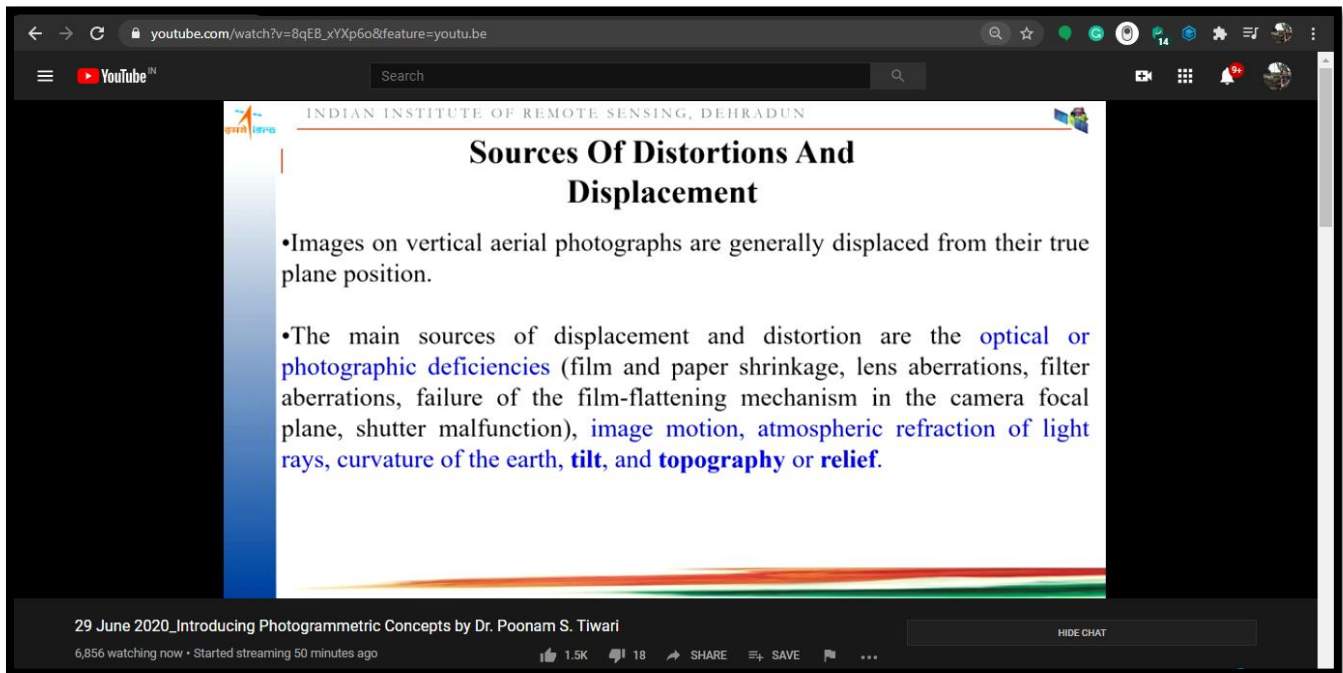 youtube.com/watch?v=8qEB_xYXp6o&feature=youtu.be
14
YouTube IN
Search
9+
इसरो isro
INDIAN INSTITUTE OF REMOTE SENSING, DEHRADUN
Sources Of Distortions And
Displacement
•Images on vertical aerial photographs are generally displaced from their true
plane position.
•The main sources of displacement and distortion are the optical or
photographic deficiencies (film and paper shrinkage, lens aberrations, filter
aberrations, failure of the film-flattening mechanism in the camera focal
plane, shutter malfunction), image motion, atmospheric refraction of light
rays, curvature of the earth, tilt, and topography or relief.
29 June 2020_Introducing Photogrammetric Concepts by Dr. Poonam S. Tiwari
HIDE CHAT
6,856 watching now • Started streaming 50 minutes ago
1.5K 18 SHARE SAVE